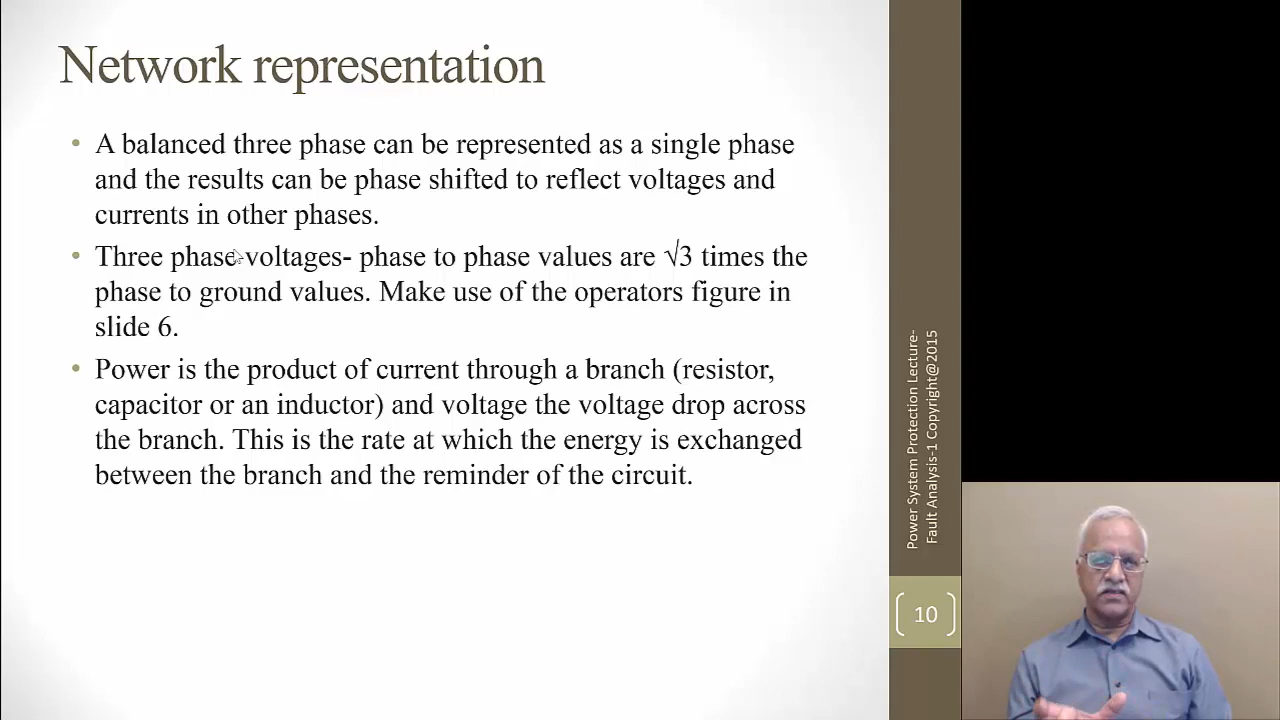 Network representation
• A balanced three phase can be represented as a single phase
and the results can be phase shifted to reflect voltages and
currents in other phases.
• Three phase voltages- phase to phase values are √3 times the
phase to ground values. Make use of the operators figure in
slide 6.
• Power is the product of current through a branch (resistor,
capacitor or an inductor) and voltage the voltage drop across
the branch. This is the rate at which the energy is exchanged
between the branch and the reminder of the circuit.
Power System Protection Lecture-
Fault Analysis-1 Copyright@2015
10